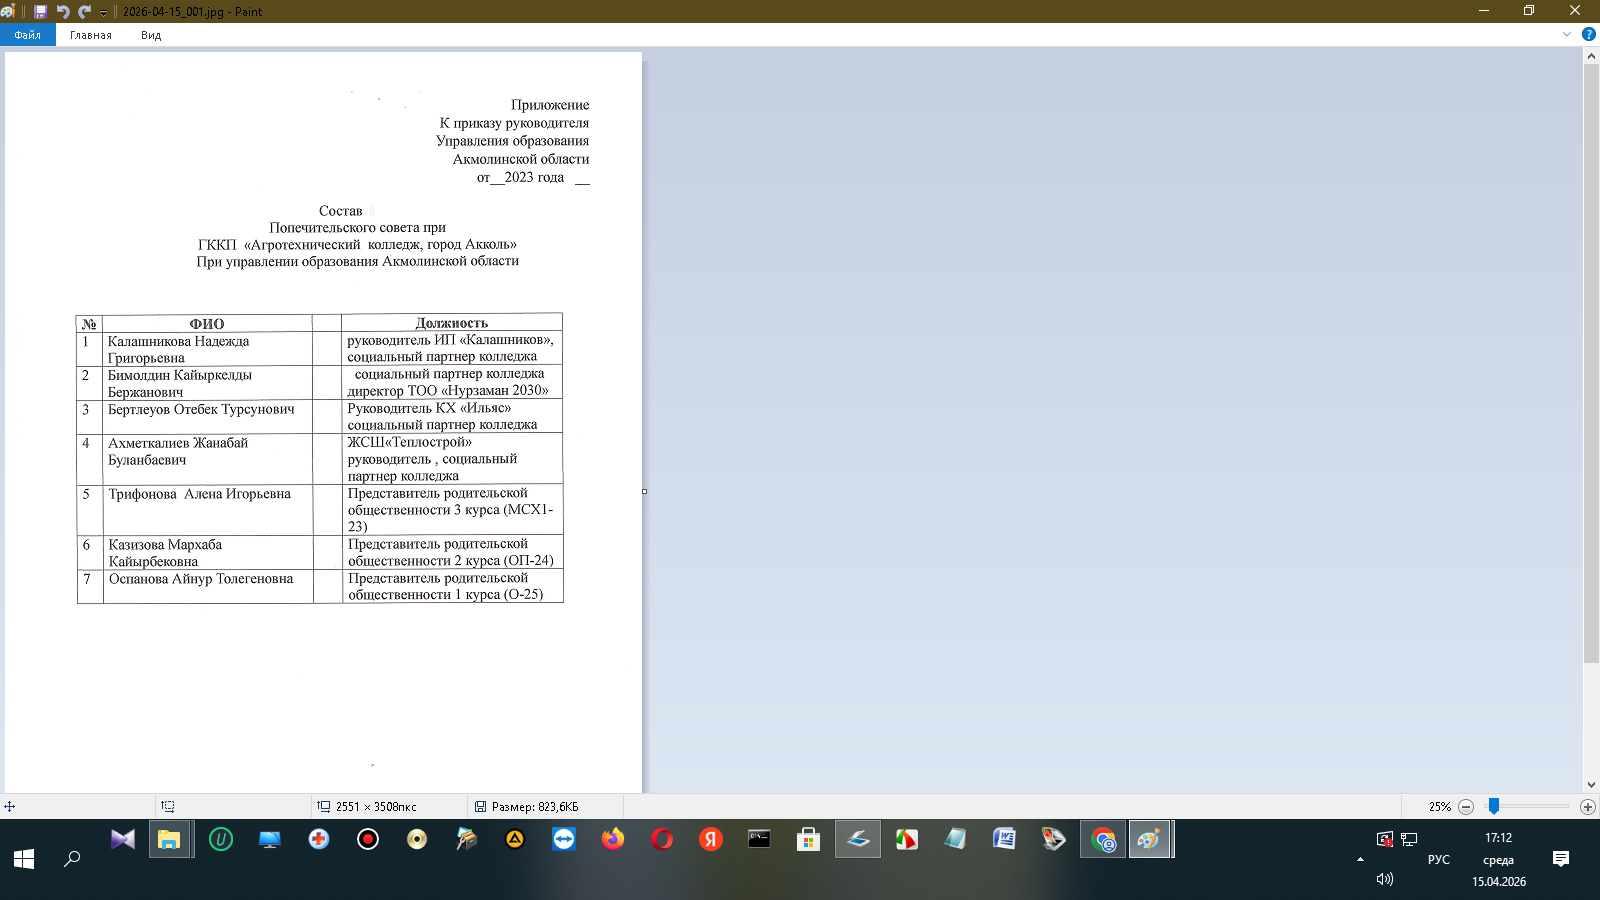 2026-04-15_001.jpg - Paint
Файл Главная Вид
Приложение
К приказу руководителя
Управления образования
Акмолинской области
от__2023 года __
Состав
Попечительского совета при
ГККП «Агротехнический колледж, город Акколь»
При управлении образования Акмолинской области
№ ФИО Должность
1 Калашникова Надежда Григорьевна руководитель ИП «Калашников»,
социальный партнер колледжа
2 Бимолдин Кайыркелды Бержанович социальный партнер колледжа
директор ТОО «Нурзаман 2030»
3 Бертлеуов Отебек Турсунович Руководитель КХ «Ильяс»
социальный партнер колледжа
4 Ахметкалиев Жанабай Буланбаевич ЖСШ«Теплострой»
руководитель , социальный
партнер колледжа
5 Трифонова Алена Игорьевна Представитель родительской
общественности 3 курса (МСХ1-
23)
6 Казизова Мархаба Кайырбековна Представитель родительской
общественности 2 курса (ОП-24)
7 Оспанова Айнур Толегеновна Представитель родительской
общественности 1 курса (О-25)
2551 × 3508пкс Размер: 823,6КБ 25%
17:12
РУС среда
15.04.2026